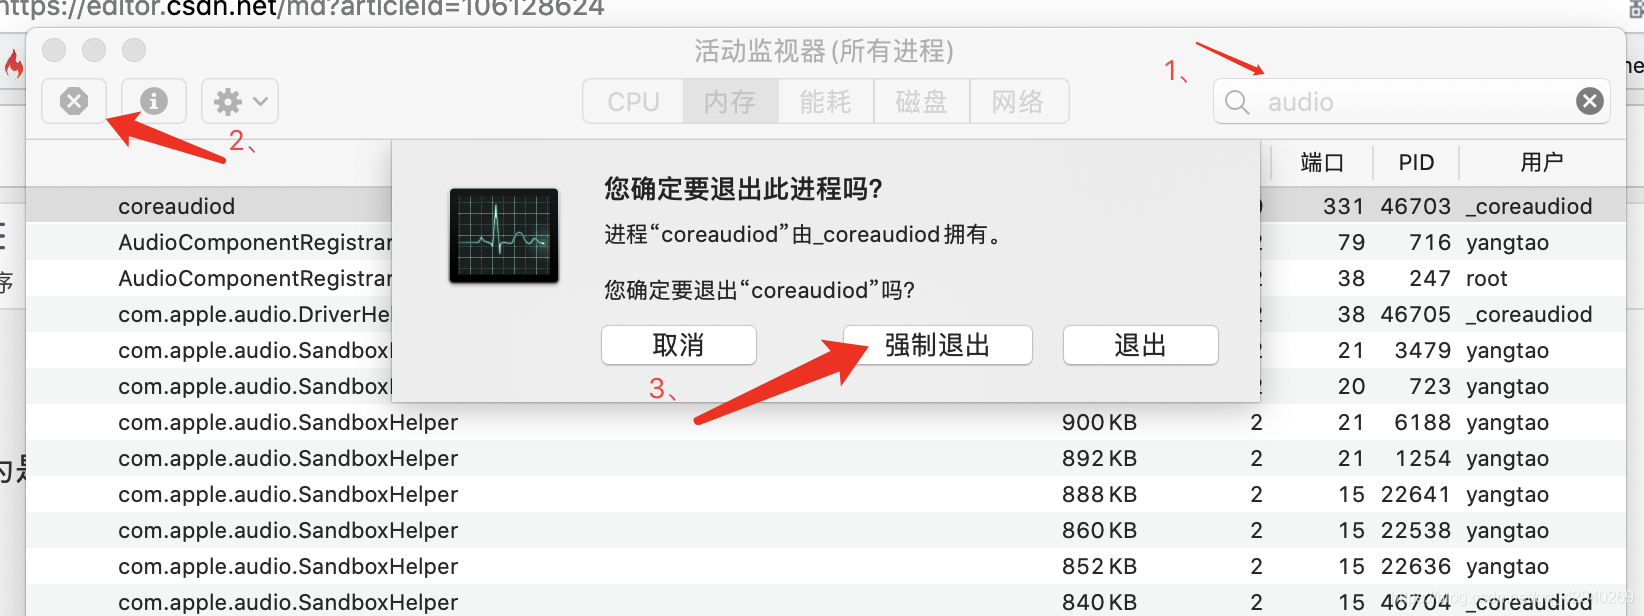 https://editor.csdn.net/md?articleId=106128624
活动监视器 (所有进程)
1、
CPU 内存 能耗 磁盘 网络
audio
2、
端口 PID 用户
您确定要退出此进程吗?
进程“coreaudiod”由_coreaudiod拥有。
您确定要退出“coreaudiod”吗?
取消 强制退出 退出
3、
coreaudiod 331 46703 _coreaudiod
AudioComponentRegistrar 79 716 yangtao
AudioComponentRegistrar 38 247 root
com.apple.audio.DriverHe 38 46705 _coreaudiod
com.apple.audio.Sandbox 21 3479 yangtao
com.apple.audio.Sandbox 20 723 yangtao
com.apple.audio.SandboxHelper 900 KB 2 21 6188 yangtao
com.apple.audio.SandboxHelper 892 KB 2 21 1254 yangtao
com.apple.audio.SandboxHelper 888 KB 2 15 22641 yangtao
com.apple.audio.SandboxHelper 860 KB 2 15 22538 yangtao
com.apple.audio.SandboxHelper 852 KB 2 15 22636 yangtao
com.apple.audio.SandboxHelper 840 KB 2 15 46704 _coreaudiod
序
为是